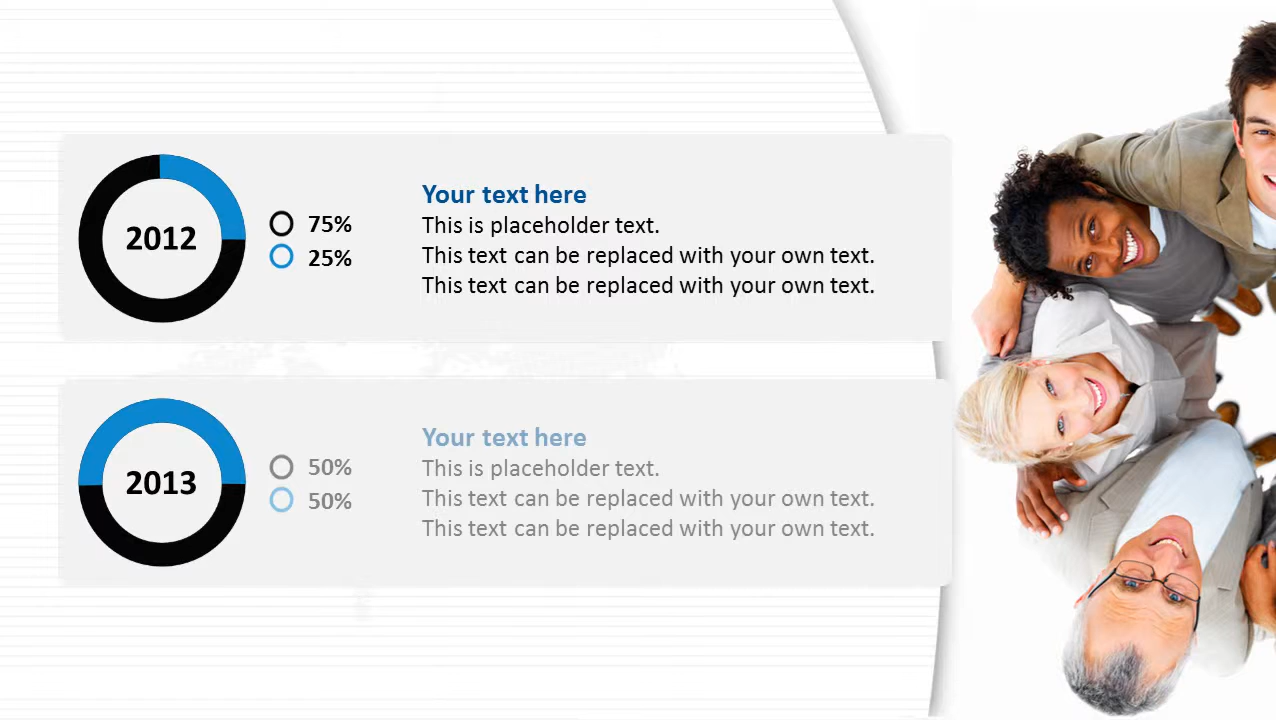 2012
75%
25%
Your text here
This is placeholder text.
This text can be replaced with your own text.
This text can be replaced with your own text.
2013
50%
50%
Your text here
This is placeholder text.
This text can be replaced with your own text.
This text can be replaced with your own text.